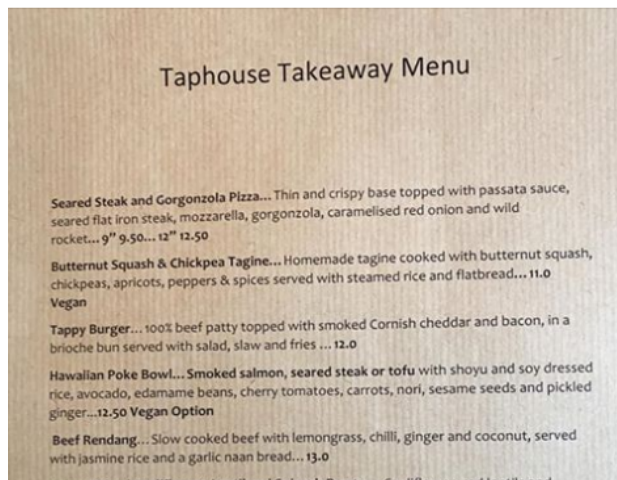 Taphouse Takeaway Menu
Seared Steak and Gorgonzola Pizza... Thin and crispy base topped with passata sauce,
seared flat iron steak, mozzarella, gorgonzola, caramelised red onion and wild
rocket... 9" 9.50... 12" 12.50
Butternut Squash & Chickpea Tagine... Homemade tagine cooked with butternut squash,
chickpeas, apricots, peppers & spices served with steamed rice and flatbread... 11.0
Vegan
Tappy Burger... 100% beef patty topped with smoked Cornish cheddar and bacon, in a
brioche bun served with salad, slaw and fries ... 12.0
Hawaiian Poke Bowl... Smoked salmon, seared steak or tofu with shoyu and soy dressed
rice, avocado, edamame beans, cherry tomatoes, carrots, nori, sesame seeds and pickled
ginger...12.50 Vegan Option
Beef Rendang... Slow cooked beef with lemongrass, chilli, ginger and coconut, served
with jasmine rice and a garlic naan bread... 13.0